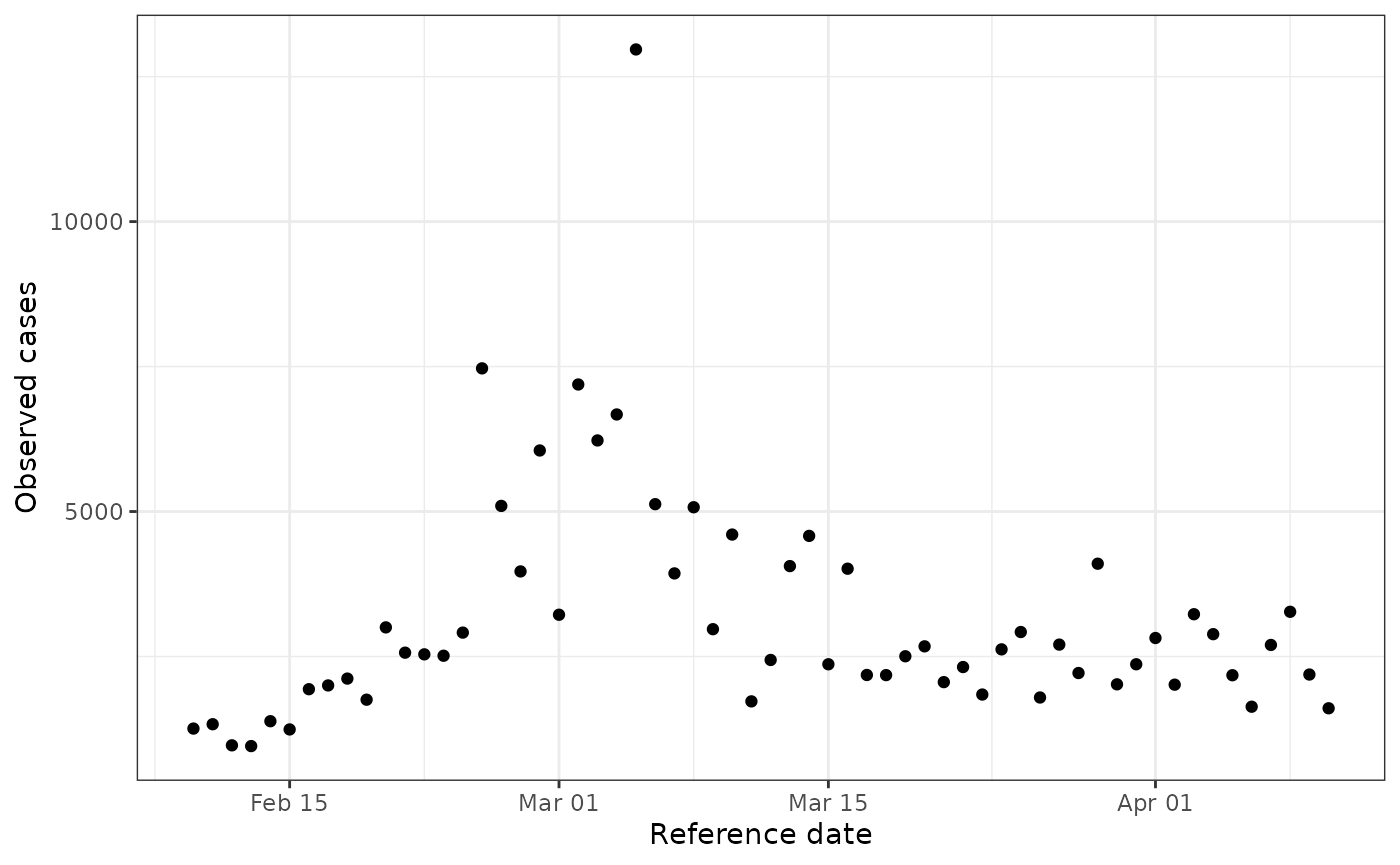 10000
5000
Observed cases
Feb 15 Mar 01 Mar 15 Apr 01
Reference date